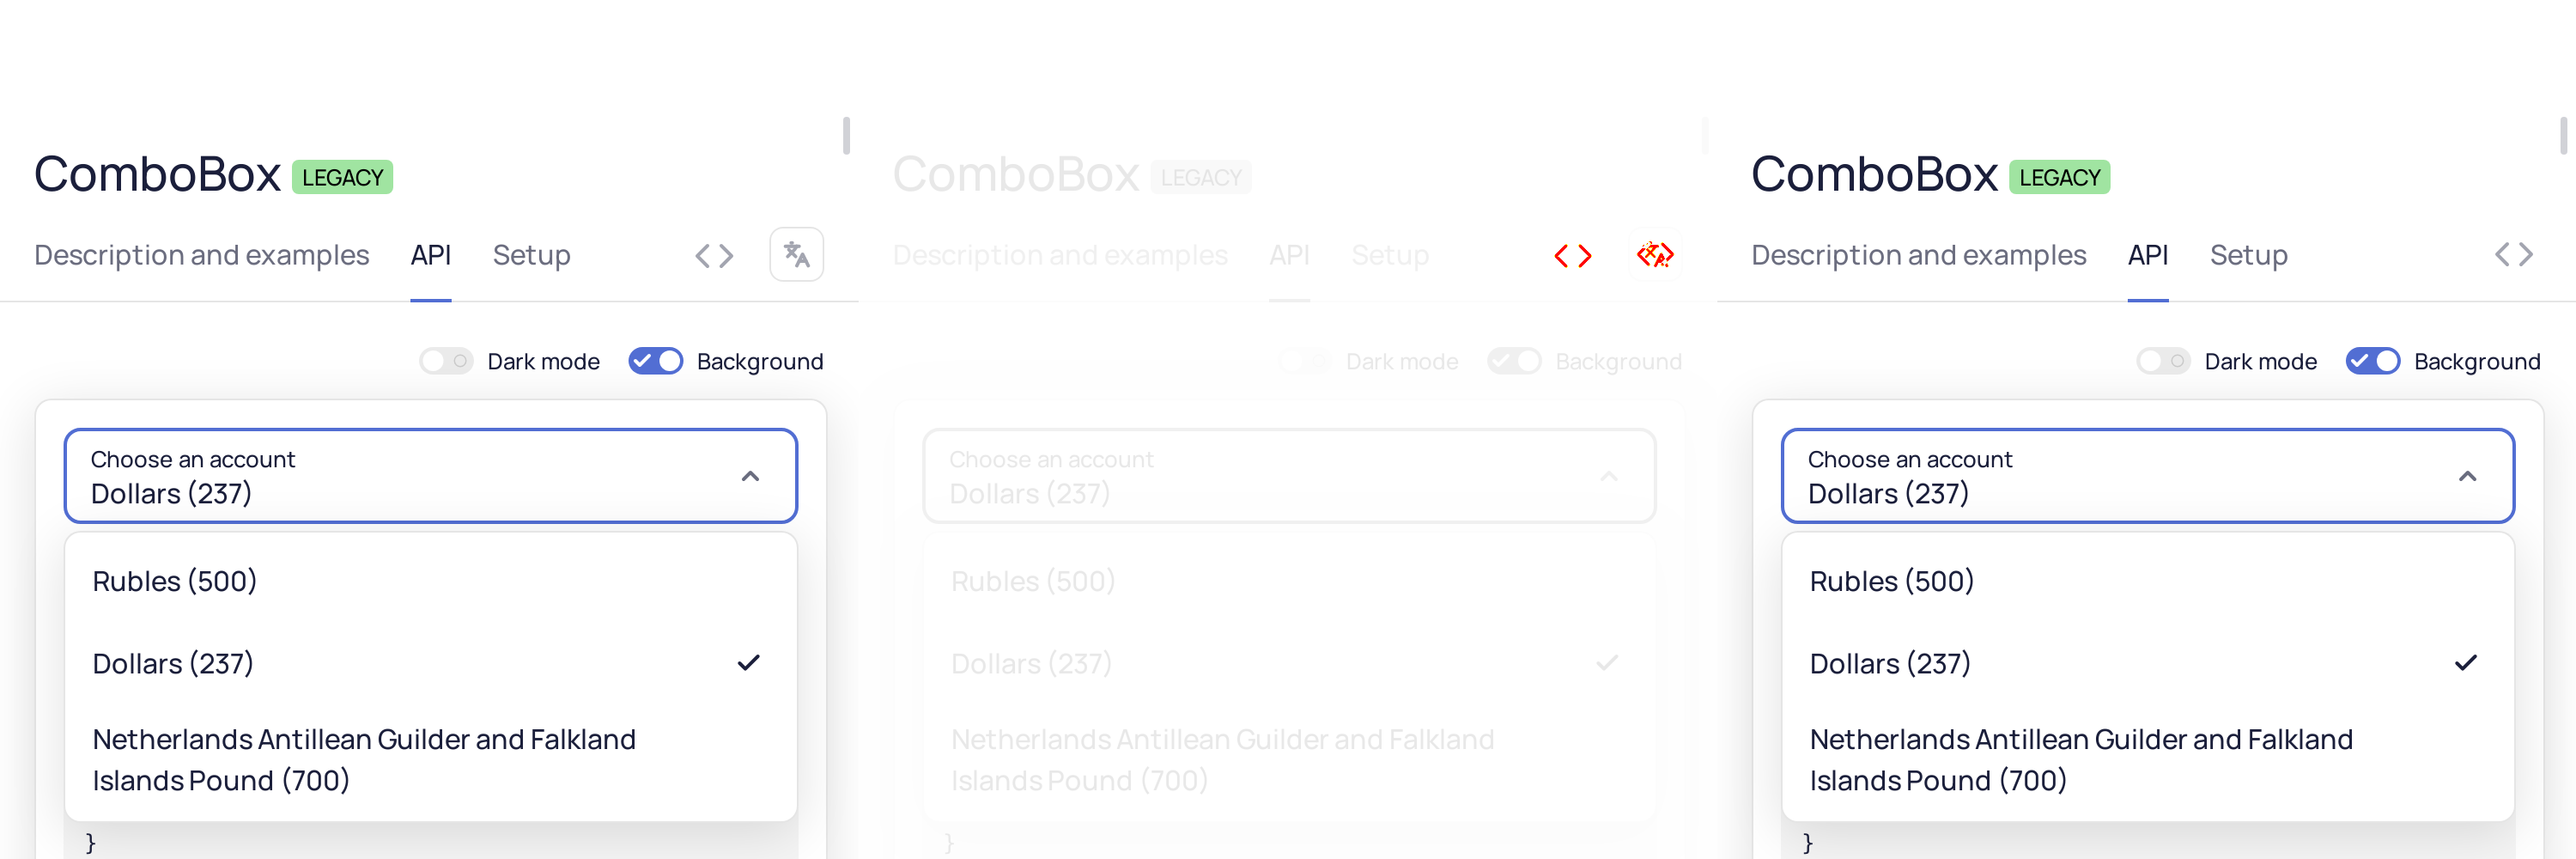 ComboBox LEGACY
Description and examples API Setup
Dark mode Background
Choose an account
Dollars (237)
Rubles (500)
Dollars (237)
Netherlands Antillean Guilder and Falkland
Islands Pound (700)
}
ComboBox LEGACY
Description and examples API Setup
Dark mode Background
Choose an account
Dollars (237)
Rubles (500)
Dollars (237)
Netherlands Antillean Guilder and Falkland
Islands Pound (700)
}
ComboBox LEGACY
Description and examples API Setup
Dark mode Background
Choose an account
Dollars (237)
Rubles (500)
Dollars (237)
Netherlands Antillean Guilder and Falkland
Islands Pound (700)
}